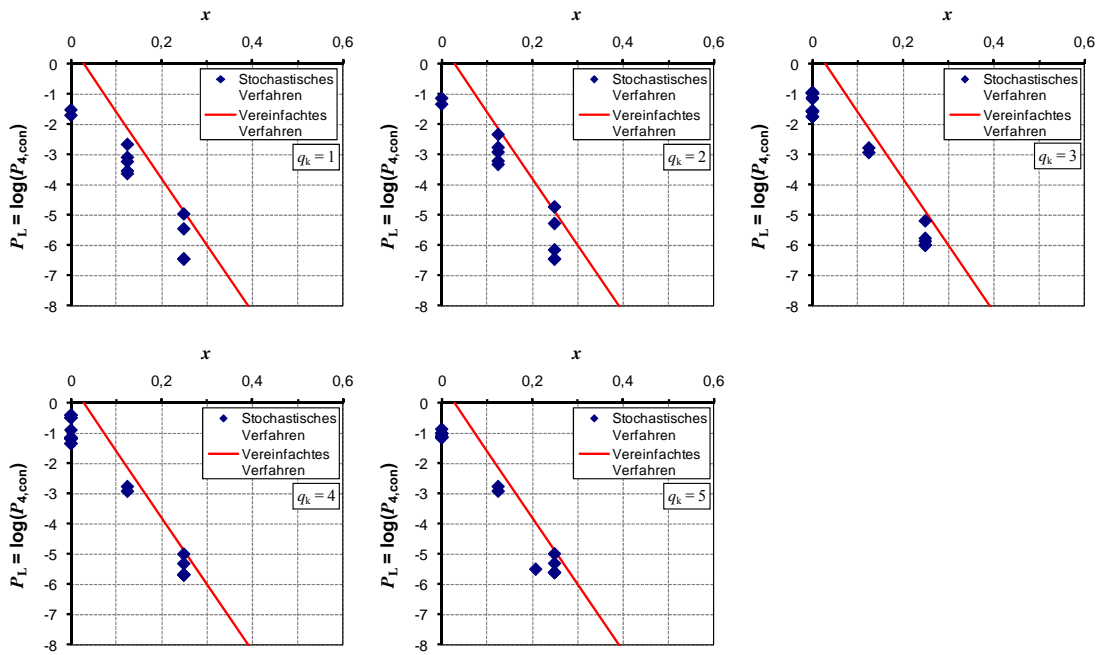 x
0 0,2 0,4 0,6
0
-1
-2
-3
-4
-5
-6
-7
-8
P_L = log(P_4,con)
Stochastisches
Verfahren
Vereinfachtes
Verfahren
q_k = 1
x
0 0,2 0,4 0,6
0
-1
-2
-3
-4
-5
-6
-7
-8
P_L = log(P_4,con)
Stochastisches
Verfahren
Vereinfachtes
Verfahren
q_k = 2
x
0 0,2 0,4 0,6
0
-1
-2
-3
-4
-5
-6
-7
-8
P_L = log(P_4,con)
Stochastisches
Verfahren
Vereinfachtes
Verfahren
q_k = 3
x
0 0,2 0,4 0,6
0
-1
-2
-3
-4
-5
-6
-7
-8
P_L = log(P_4,con)
Stochastisches
Verfahren
Vereinfachtes
Verfahren
q_k = 4
x
0 0,2 0,4 0,6
0
-1
-2
-3
-4
-5
-6
-7
-8
P_L = log(P_4,con)
Stochastisches
Verfahren
Vereinfachtes
Verfahren
q_k = 5